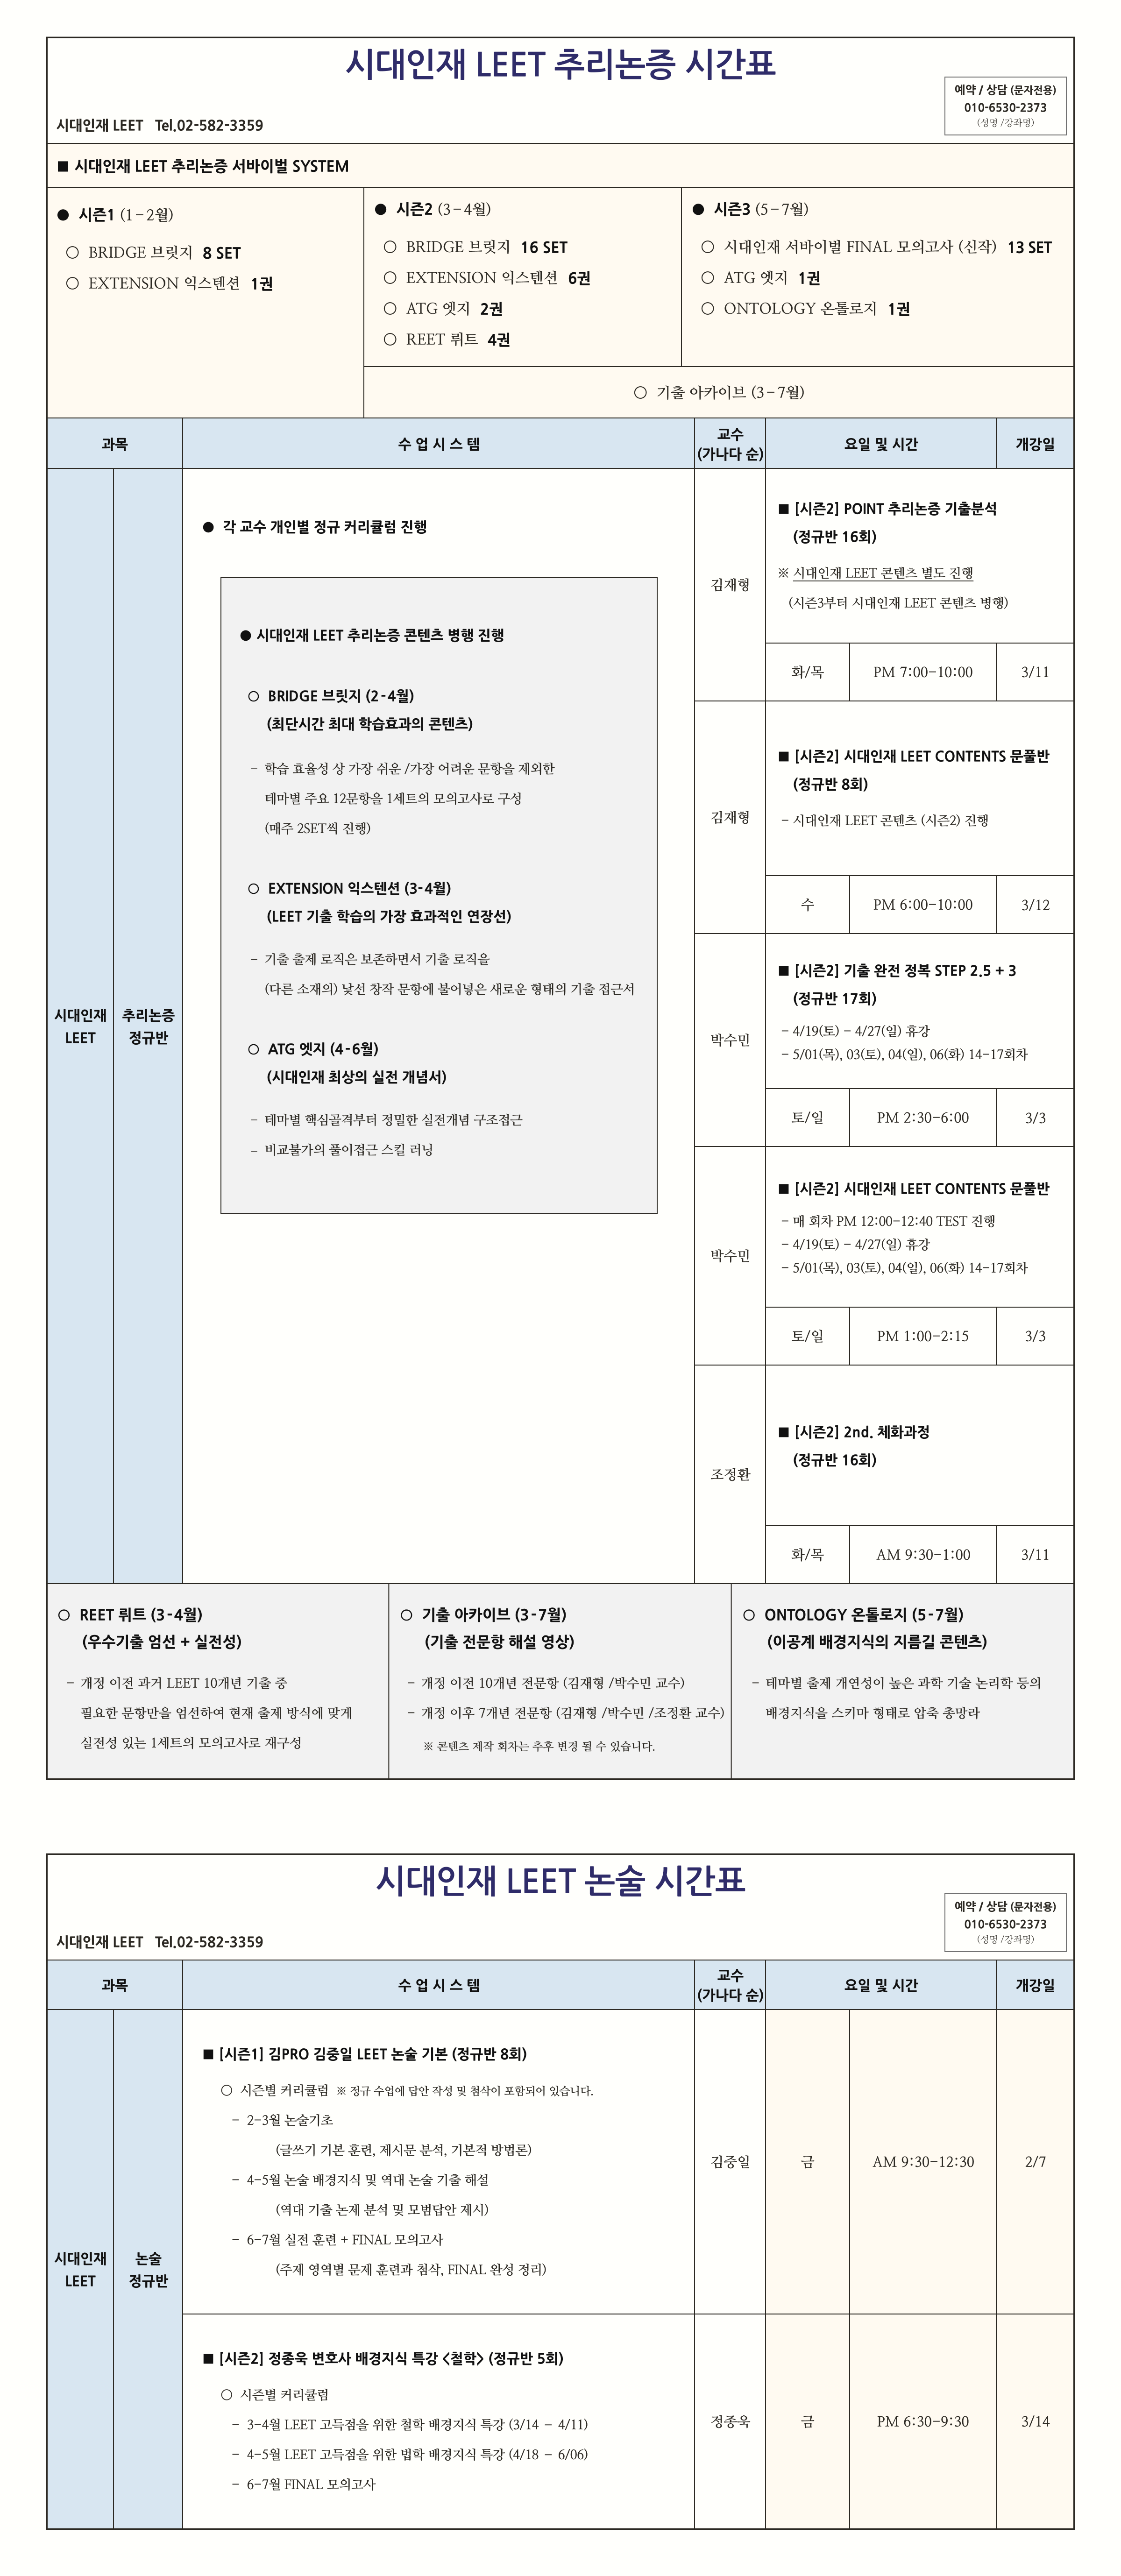 시대인재 LEET 추리논증 시간표
예약 / 상담 (문자전용)
010-6530-2373
(성명 /강좌명)
시대인재 LEET Tel.02-582-3359
■ 시대인재 LEET 추리논증 서바이벌 SYSTEM
● 시즌1 (1-2월)
○ BRIDGE 브릿지 8 SET
○ EXTENSION 익스텐션 1권
● 시즌2 (3-4월)
○ BRIDGE 브릿지 16 SET
○ EXTENSION 익스텐션 6권
○ ATG 엣지 2권
○ REET 뤼트 4권
● 시즌3 (5-7월)
○ 시대인재 서바이벌 FINAL 모의고사 (신작) 13 SET
○ ATG 엣지 1권
○ ONTOLOGY 온톨로지 1권
○ 기출 아카이브 (3-7월)
과목
수 업 시 스 템
교수
(가나다 순)
요일 및 시간
개강일
시대인재
LEET
추리논증
정규반
● 각 교수 개인별 정규 커리큘럼 진행
● 시대인재 LEET 추리논증 콘텐츠 병행 진행
○ BRIDGE 브릿지 (2-4월)
(최단시간 최대 학습효과의 콘텐츠)
- 학습 효율성 상 가장 쉬운 /가장 어려운 문항을 제외한
테마별 주요 12문항을 1세트의 모의고사로 구성
(매주 2SET씩 진행)
○ EXTENSION 익스텐션 (3-4월)
(LEET 기출 학습의 가장 효과적인 연장선)
- 기출 출제 로직은 보존하면서 기출 로직을
(다른 소재의) 낯선 창작 문항에 불어넣은 새로운 형태의 기출 접근서
○ ATG 엣지 (4-6월)
(시대인재 최상의 실전 개념서)
- 테마별 핵심골격부터 정밀한 실전개념 구조접근
- 비교불가의 풀이접근 스킬 러닝
김재형
■ [시즌2] POINT 추리논증 기출분석
(정규반 16회)
※ 시대인재 LEET 콘텐츠 별도 진행
(시즌3부터 시대인재 LEET 콘텐츠 병행)
화/목 PM 7:00-10:00 3/11
김재형
■ [시즌2] 시대인재 LEET CONTENTS 문풀반
(정규반 8회)
- 시대인재 LEET 콘텐츠 (시즌2) 진행
수 PM 6:00-10:00 3/12
박수민
■ [시즌2] 기출 완전 정복 STEP 2.5 + 3
(정규반 17회)
- 4/19(토) - 4/27(일) 휴강
- 5/01(목), 03(토), 04(일), 06(화) 14-17회차
토/일 PM 2:30-6:00 3/3
박수민
■ [시즌2] 시대인재 LEET CONTENTS 문풀반
- 매 회차 PM 12:00-12:40 TEST 진행
- 4/19(토) - 4/27(일) 휴강
- 5/01(목), 03(토), 04(일), 06(화) 14-17회차
토/일 PM 1:00-2:15 3/3
조정환
■ [시즌2] 2nd. 체화과정
(정규반 16회)
화/목 AM 9:30-1:00 3/11
○ REET 뤼트 (3-4월)
(우수기출 엄선 + 실전성)
- 개정 이전 과거 LEET 10개년 기출 중
필요한 문항만을 엄선하여 현재 출제 방식에 맞게
실전성 있는 1세트의 모의고사로 재구성
○ 기출 아카이브 (3-7월)
(기출 전문항 해설 영상)
- 개정 이전 10개년 전문항 (김재형 /박수민 교수)
- 개정 이후 7개년 전문항 (김재형 /박수민 /조정환 교수)
※ 콘텐츠 제작 회차는 추후 변경 될 수 있습니다.
○ ONTOLOGY 온톨로지 (5-7월)
(이공계 배경지식의 지름길 콘텐츠)
- 테마별 출제 개연성이 높은 과학 기술 논리학 등의
배경지식을 스키마 형태로 압축 총망라
시대인재 LEET 논술 시간표
예약 / 상담 (문자전용)
010-6530-2373
(성명 /강좌명)
시대인재 LEET Tel.02-582-3359
과목
수 업 시 스 템
교수
(가나다 순)
요일 및 시간
개강일
시대인재
LEET
논술
정규반
■ [시즌1] 김PRO 김중일 LEET 논술 기본 (정규반 8회)
○ 시즌별 커리큘럼 ※ 정규 수업에 답안 작성 및 첨삭이 포함되어 있습니다.
- 2-3월 논술기초
(글쓰기 기본 훈련, 제시문 분석, 기본적 방법론)
- 4-5월 논술 배경지식 및 역대 논술 기출 해설
(역대 기출 논제 분석 및 모범답안 제시)
- 6-7월 실전 훈련 + FINAL 모의고사
(주제 영역별 문제 훈련과 첨삭, FINAL 완성 정리)
김중일 금 AM 9:30-12:30 2/7
■ [시즌2] 정종욱 변호사 배경지식 특강 <철학> (정규반 5회)
○ 시즌별 커리큘럼
- 3-4월 LEET 고득점을 위한 철학 배경지식 특강 (3/14 - 4/11)
- 4-5월 LEET 고득점을 위한 법학 배경지식 특강 (4/18 - 6/06)
- 6-7월 FINAL 모의고사
정종욱 금 PM 6:30-9:30 3/14